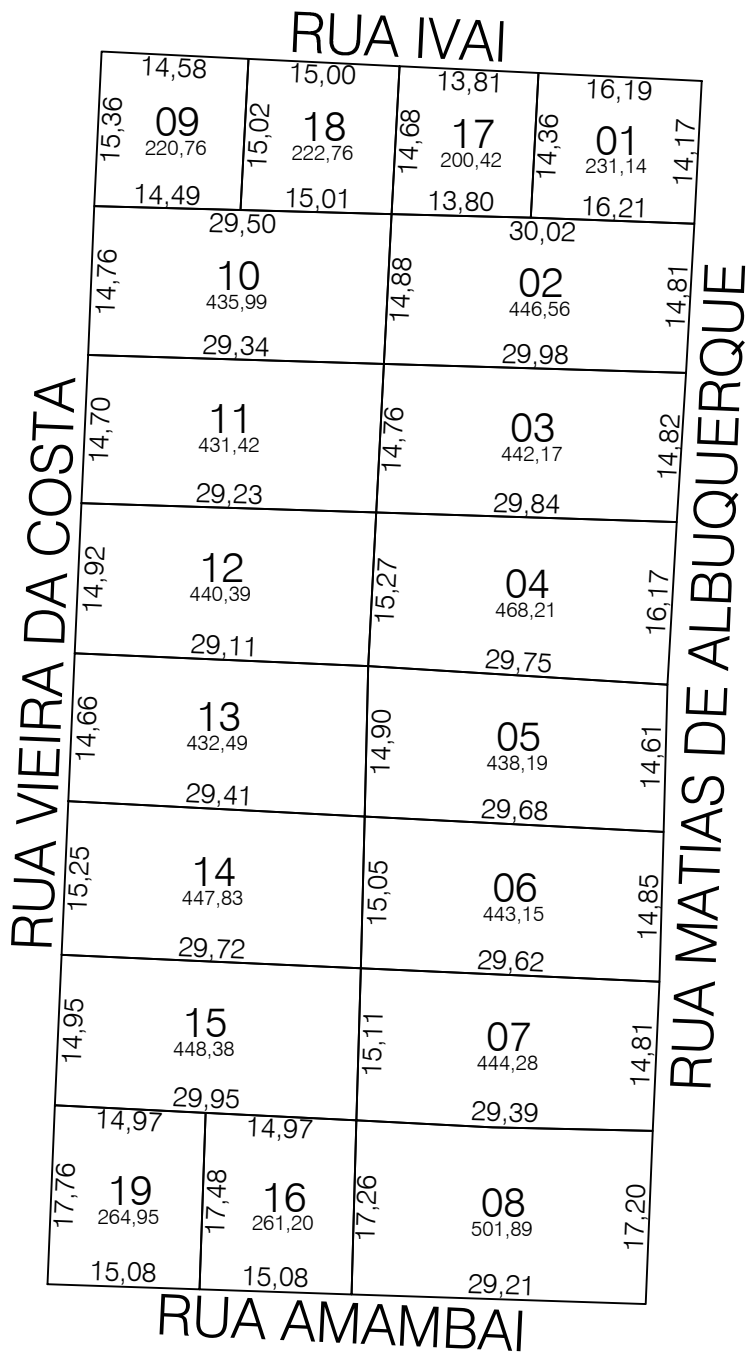 RUA IVAI
14,58 15,00 13,81 16,19
15,36 09 15,02 18 14,68 17 14,36 01 14,17
220,76 222,76 200,42 231,14
14,49 15,01 13,80 16,21
29,50 30,02
14,76 10 14,88 02 14,81
435,99 446,56
29,34 29,98
14,70 11 14,76 03 14,82
431,42 442,17
29,23 29,84
14,92 12 15,27 04 16,17
440,39 468,21
29,11 29,75
14,66 13 14,90 05 14,61
432,49 438,19
29,41 29,68
15,25 14 15,05 06 14,85
447,83 443,15
29,72 29,62
14,95 15 15,11 07 14,81
448,38 444,28
29,95 29,39
14,97 14,97
17,76 19 17,48 16 17,26 08 17,20
264,95 261,20 501,89
15,08 15,08 29,21
RUA AMAMBAI
RUA VIEIRA DA COSTA
RUA MATIAS DE ALBUQUERQUE